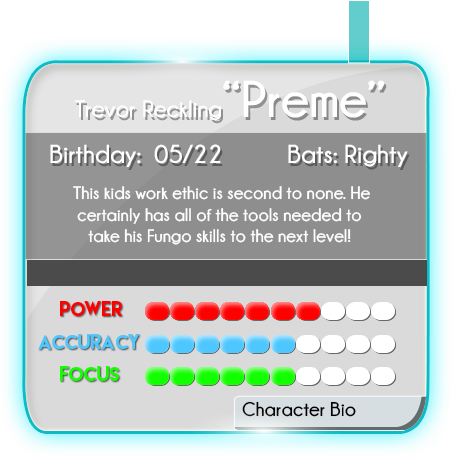 Trevor Reckling “Preme”
Birthday: 05/22 Bats: Righty
This kids work ethic is second to none. He
certainly has all of the tools needed to
take his Fungo skills to the next level!
POWER
ACCURACY
FOCUS
Character Bio